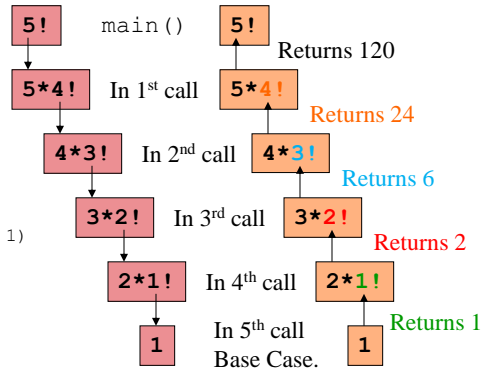 5! main() 5!
Returns 120
5*4! In 1st call 5*4!
Returns 24
4*3! In 2nd call 4*3!
Returns 6
3*2! In 3rd call 3*2!
1) Returns 2
2*1! In 4th call 2*1!
Returns 1
1 In 5th call 1
Base Case.